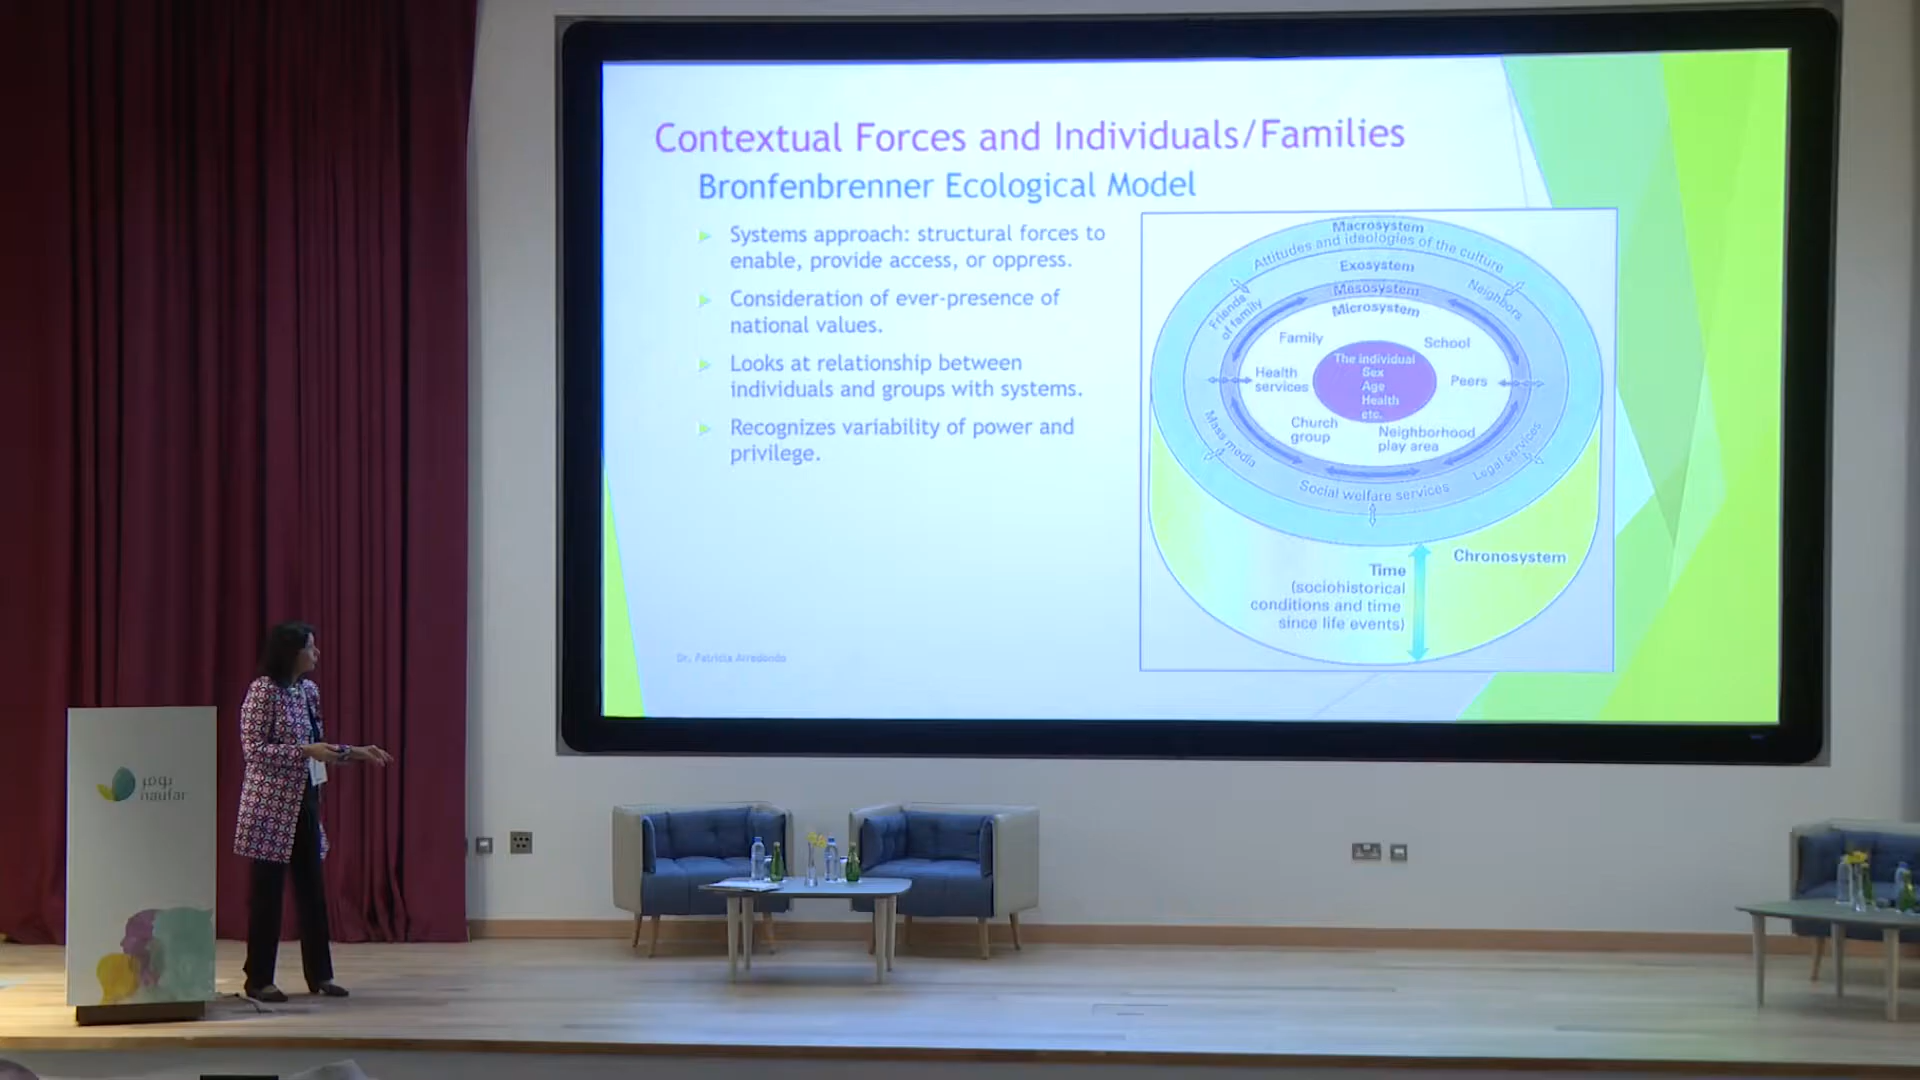 Contextual Forces and Individuals/Families
Bronfenbrenner Ecological Model
Systems approach: structural forces to
enable, provide access, or oppress.
Consideration of ever-presence of
national values.
Looks at relationship between
individuals and groups with systems.
Recognizes variability of power and
privilege.
Dr. Patricia Arredondo
Macrosystem
Attitudes and ideologies of the culture
Exosystem
Mesosystem
Microsystem
Friends
of family
Neighbors
Family
School
Health
services
Peers
Church
group
Neighborhood
play area
The individual
Sex
Age
Health
etc.
Mass media
Legal services
Social welfare services
Chronosystem
Time
(sociohistorical
conditions and time
since life events)
نوفر
naufar